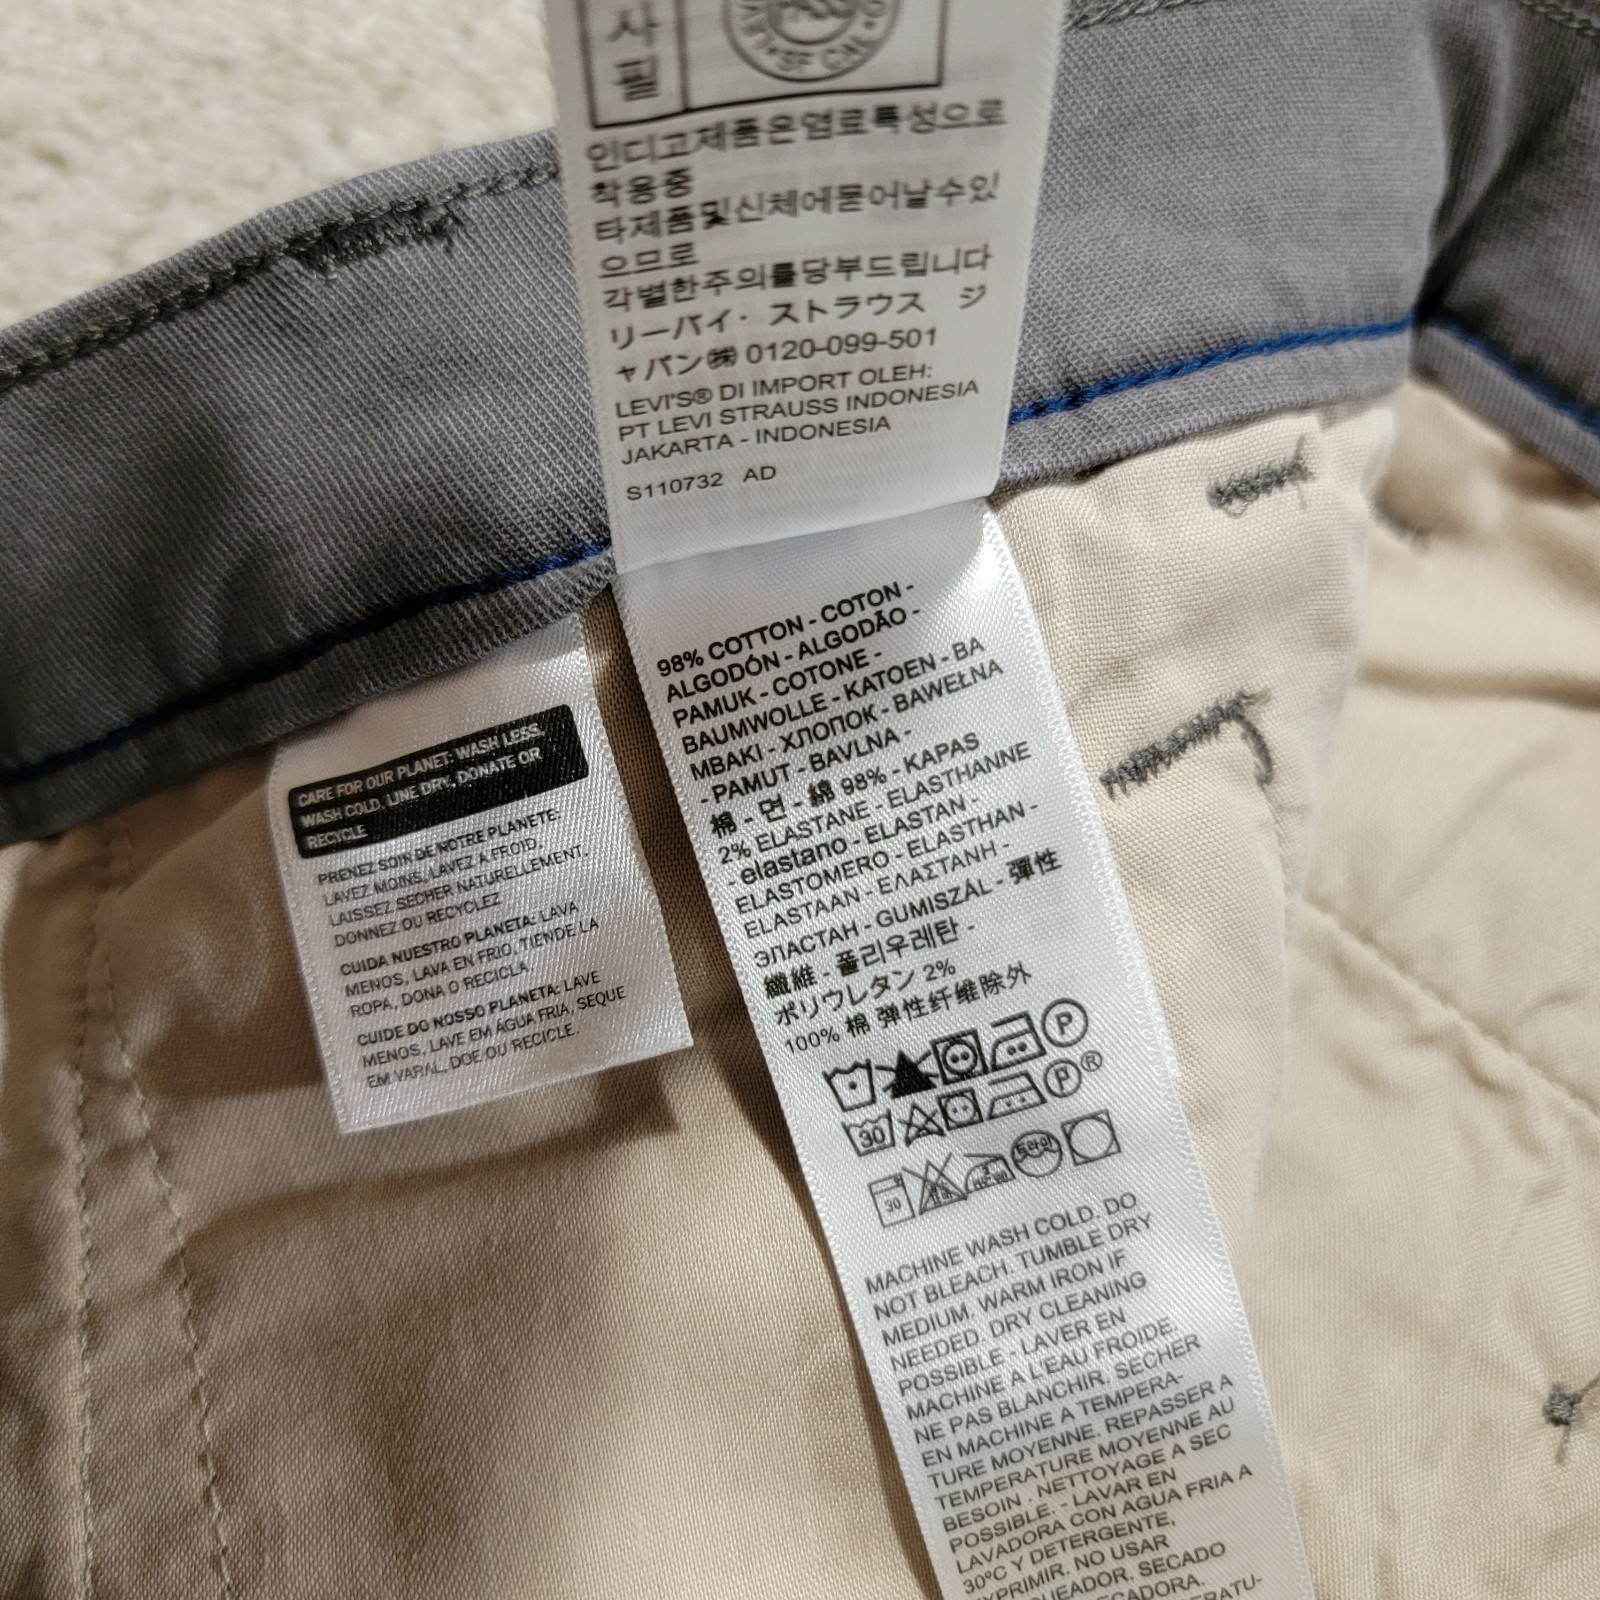 사
필
PASS
SF CAL
인디고제품은염료특성으로
착용중
타제품및신체에묻어날수있
으므로
각별한주의를당부드립니다
リーバイ・ストラウス ジ
ャパン㈱ 0120-099-501
LEVI'S® DI IMPORT OLEH:
PT LEVI STRAUSS INDONESIA
JAKARTA - INDONESIA
S110732 AD
CARE FOR OUR PLANET: WASH LESS,
WASH COLD, LINE DRY, DONATE OR
RECYCLE
PRENEZ SOIN DE NOTRE PLANETE:
LAVEZ MOINS, LAVEZ A FROID,
LAISSEZ SECHER NATURELLEMENT,
DONNEZ OU RECYCLEZ
CUIDA NUESTRO PLANETA: LAVA
MENOS, LAVA EN FRIO, TIENDE LA
ROPA, DONA O RECICLA.
CUIDE DO NOSSO PLANETA: LAVE
MENOS, LAVE EM ÁGUA FRIA, SEQUE
EM VARAL, DOE OU RECICLE.
98% COTTON - COTON -
ALGODÓN - ALGODÃO -
PAMUK - COTONE -
BAUMWOLLE - KATOEN - BA
MBAKI - ХЛОПОК - BAWEŁNA
- PAMUT - BAVLNA -
棉 - 면 - 綿 98% - KAPAS
2% ELASTANE - ELASTHANNE
- elastano - ELASTAN -
ELASTOMERO - ELASTHAN -
ELASTAAN - ΕΛΑΣΤΑΝΗ -
ЭЛАСТАН - GUMISZÁL - 彈性
纖維 - 폴리우레탄 -
ポリウレタン 2%
100% 棉 弹性纤维除外
P
30 P®
30 드라이
MACHINE WASH COLD. DO
NOT BLEACH. TUMBLE DRY
MEDIUM. WARM IRON IF
NEEDED. DRY CLEANING
POSSIBLE - LAVER EN
MACHINE A L'EAU FROIDE.
NE PAS BLANCHIR. SECHER
EN MACHINE A TEMPERA-
TURE MOYENNE. REPASSER A
TEMPERATURE MOYENNE AU
BESOIN . NETTOYAGE A SEC
POSSIBLE. - LAVAR EN
LAVADORA CON AGUA FRIA A
30ºC Y DETERGENTE,
EXPRIMIR. NO USAR
SECADO